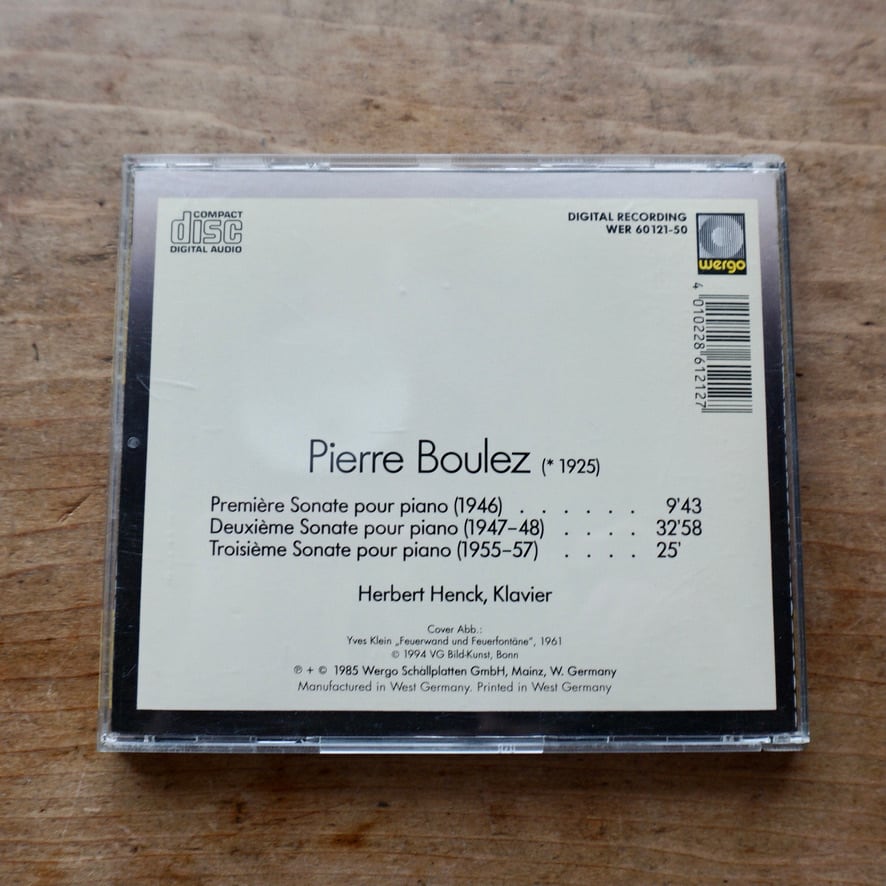 COMPACT
disc
DIGITAL AUDIO
DIGITAL RECORDING
WER 60121-50
wergo
4 010228 612127
Pierre Boulez (* 1925)
Première Sonate pour piano (1946) . . . . . . 9'43
Deuxième Sonate pour piano (1947–48) . . . . 32'58
Troisième Sonate pour piano (1955–57) . . . . 25'
Herbert Henck, Klavier
Cover Abb.:
Yves Klein „Feuerwand und Feuerfontäne“, 1961
© 1994 VG Bild-Kunst, Bonn
℗ + © 1985 Wergo Schallplatten GmbH, Mainz, W. Germany
Manufactured in West Germany. Printed in West Germany